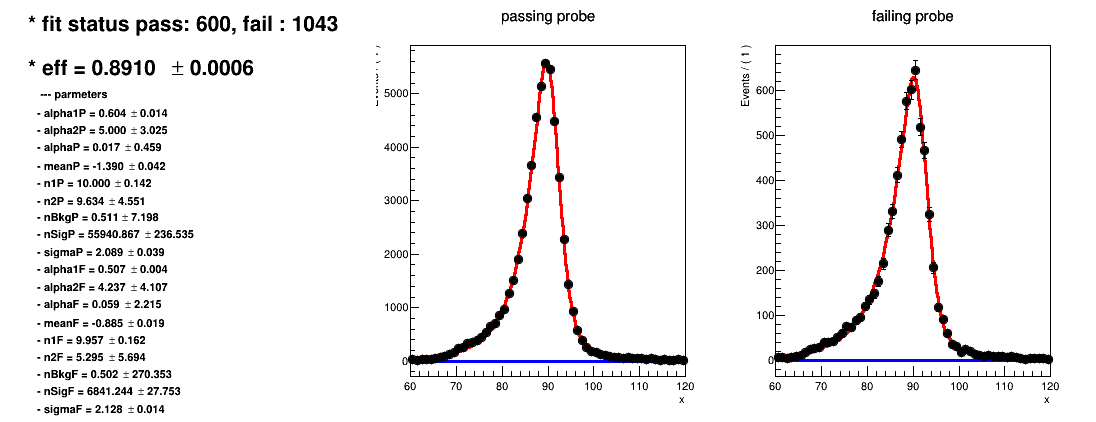 * fit status pass: 600, fail : 1043
* eff = 0.8910 ± 0.0006
--- parmeters
- alpha1P = 0.604 ± 0.014
- alpha2P = 5.000 ± 3.025
- alphaP = 0.017 ± 0.459
- meanP = -1.390 ± 0.042
- n1P = 10.000 ± 0.142
- n2P = 9.634 ± 4.551
- nBkgP = 0.511 ± 7.198
- nSigP = 55940.867 ± 236.535
- sigmaP = 2.089 ± 0.039
- alpha1F = 0.507 ± 0.004
- alpha2F = 4.237 ± 4.107
- alphaF = 0.059 ± 2.215
- meanF = -0.885 ± 0.019
- n1F = 9.957 ± 0.162
- n2F = 5.295 ± 5.694
- nBkgF = 0.502 ± 270.353
- nSigF = 6841.244 ± 27.753
- sigmaF = 2.128 ± 0.014
passing probe
5000
4000
3000
2000
1000
0
60 70 80 90 100 110 120
x
failing probe
Events / ( 1 )
600
500
400
300
200
100
0
60 70 80 90 100 110 120
x